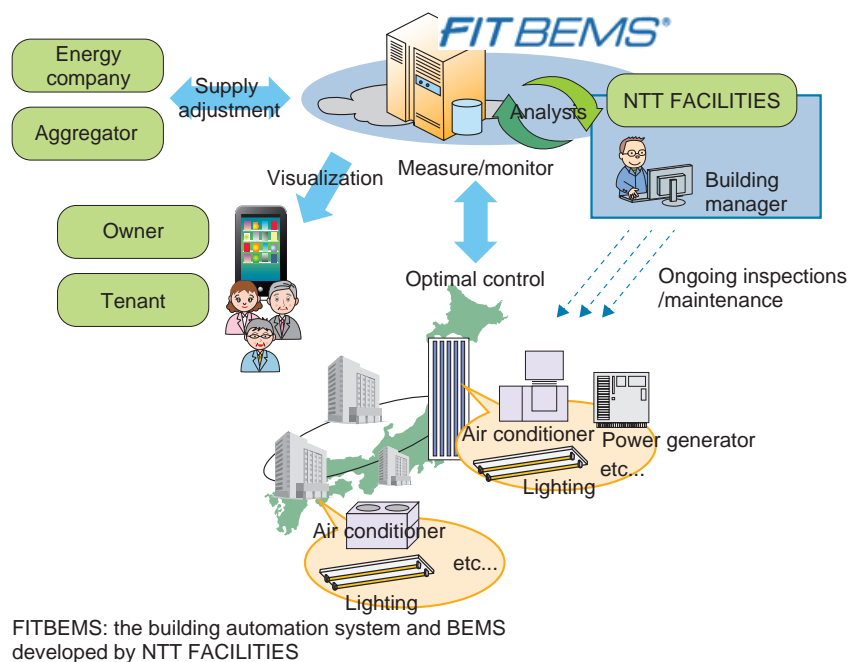 FIT BEMS®
Energy
company
Supply
adjustment
Aggregator
Analysis
NTT FACILITIES
Building
manager
Visualization
Measure/monitor
Owner
Tenant
Optimal control
Ongoing inspections
/maintenance
Air conditioner
Power generator
etc...
Lighting
Air conditioner
etc...
Lighting
FITBEMS: the building automation system and BEMS
developed by NTT FACILITIES